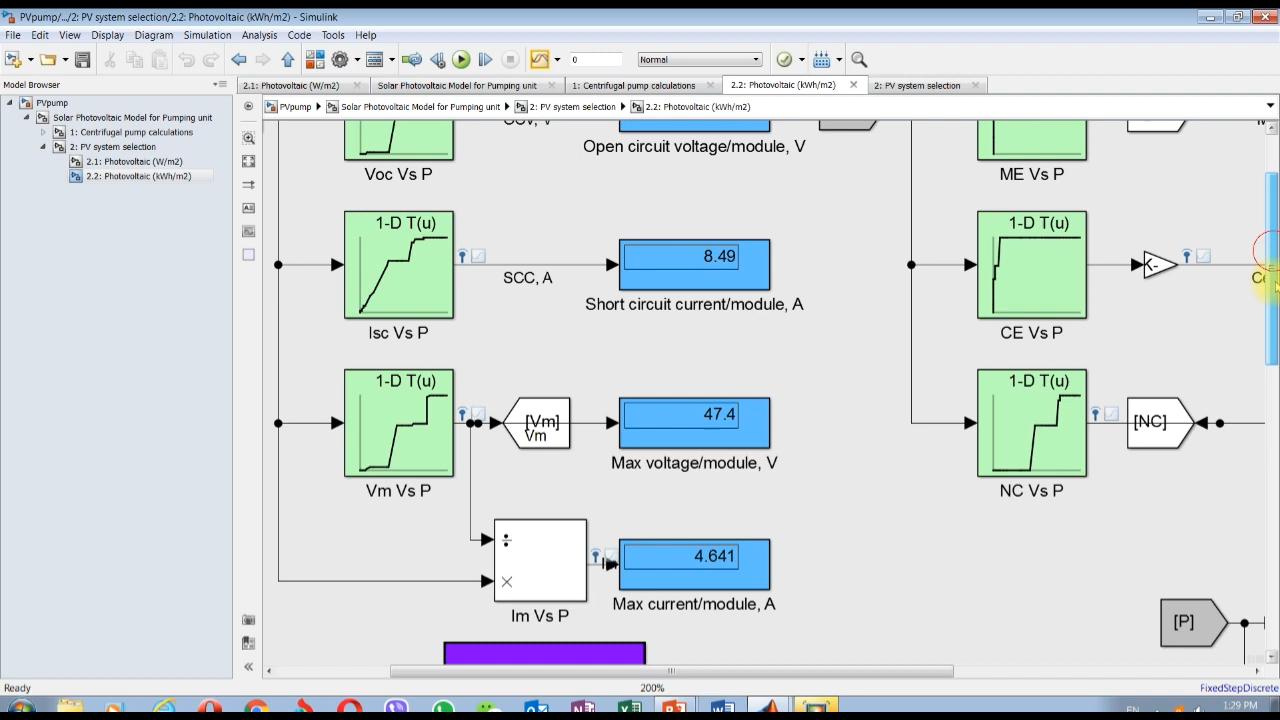 PVpump/.../2: PV system selection/2.2: Photovoltaic (kWh/m2) - Simulink
File Edit View Display Diagram Simulation Analysis Code Tools Help
0 Normal
Model Browser
2.1: Photovoltaic (W/m2) Solar Photovoltaic Model for Pumping unit 1: Centrifugal pump calculations 2.2: Photovoltaic (kWh/m2) 2: PV system selection
PVpump
Solar Photovoltaic Model for Pumping unit
1: Centrifugal pump calculations
2: PV system selection
2.1: Photovoltaic (W/m2)
2.2: Photovoltaic (kWh/m2)
PVpump Solar Photovoltaic Model for Pumping unit 2: PV system selection 2.2: Photovoltaic (kWh/m2)
Open circuit voltage/module, V
Voc Vs P
ME Vs P
1-D T(u)
SCC, A
8.49
Short circuit current/module, A
Isc Vs P
1-D T(u)
K-
CE Vs P
1-D T(u)
[Vm]
Vm
47.4
Max voltage/module, V
Vm Vs P
1-D T(u)
[NC]
NC Vs P
÷
×
Im Vs P
4.641
Max current/module, A
[P]
Ready
200%
FixedStepDiscrete
EN
1:29 PM